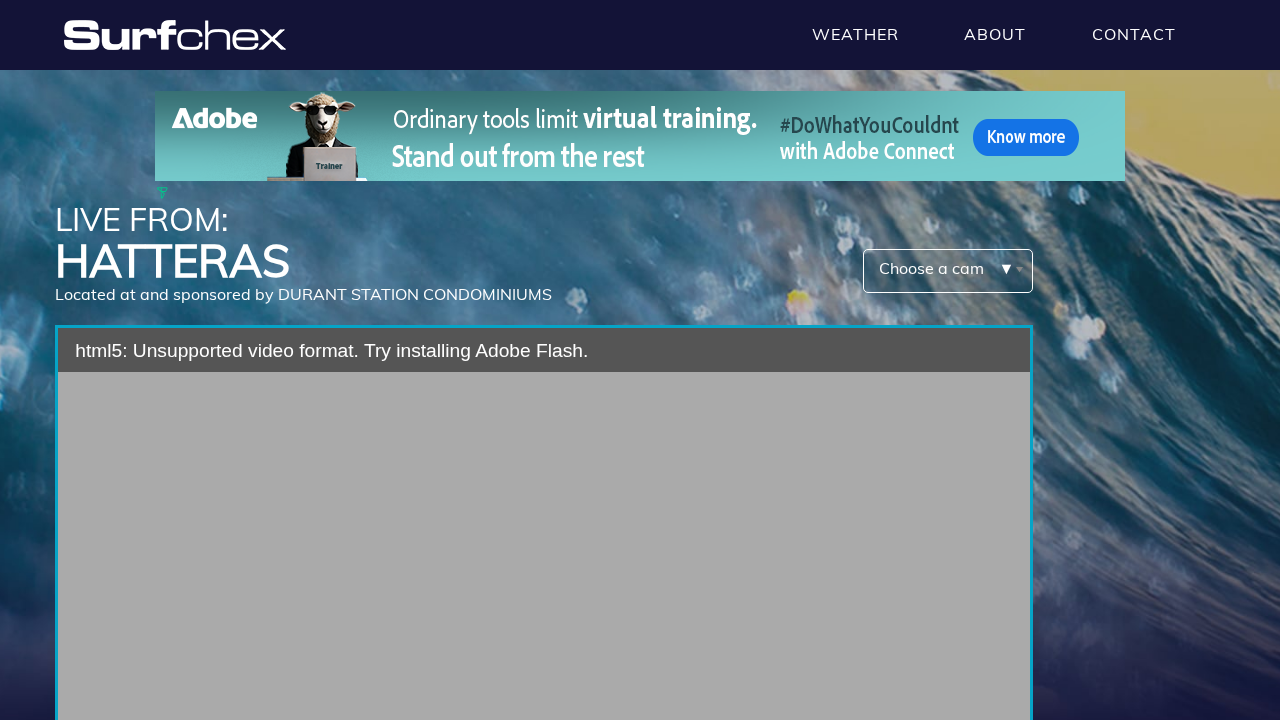 Surfchex
WEATHER
ABOUT
CONTACT
Adobe
Trainer
Ordinary tools limit virtual training.
Stand out from the rest
#DoWhatYouCouldnt
with Adobe Connect
Know more
LIVE FROM:
HATTERAS
Located at and sponsored by DURANT STATION CONDOMINIUMS
Choose a cam ▼
html5: Unsupported video format. Try installing Adobe Flash.